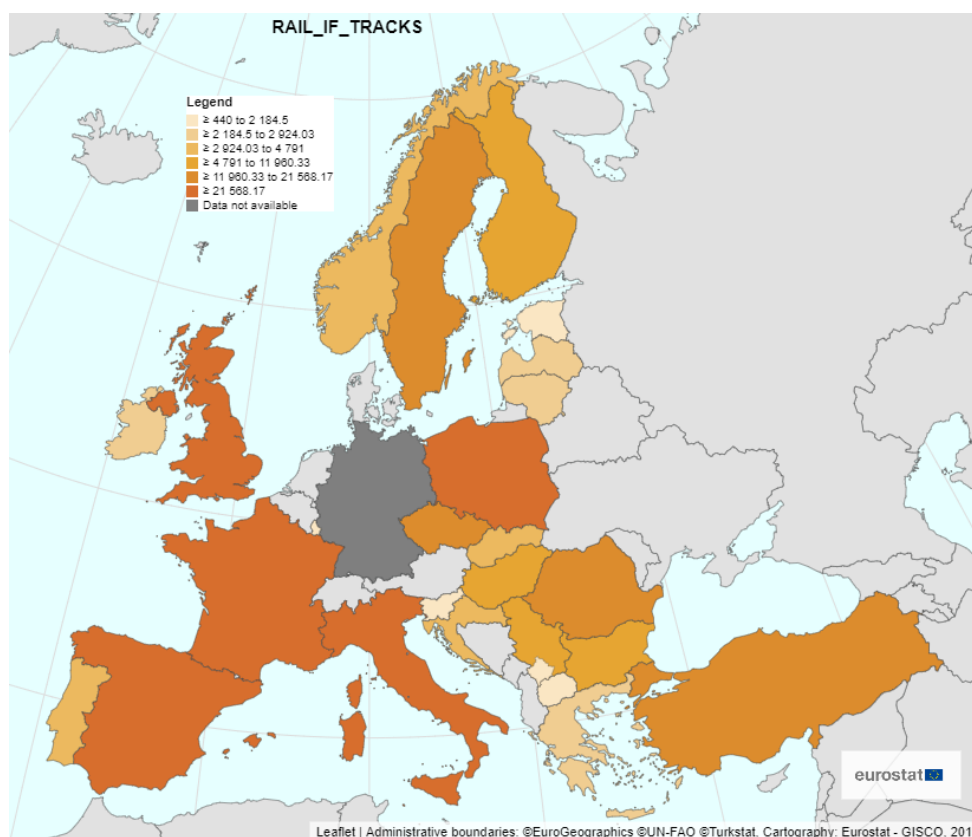 RAIL_IF_TRACKS
Legend
≥ 440 to 2 184.5
≥ 2 184.5 to 2 924.03
≥ 2 924.03 to 4 791
≥ 4 791 to 11 960.33
≥ 11 960.33 to 21 568.17
≥ 21 568.17
Data not available
eurostat
Leaflet | Administrative boundaries: ©EuroGeographics ©UN-FAO ©Turkstat, Cartography: Eurostat - GISCO, 201